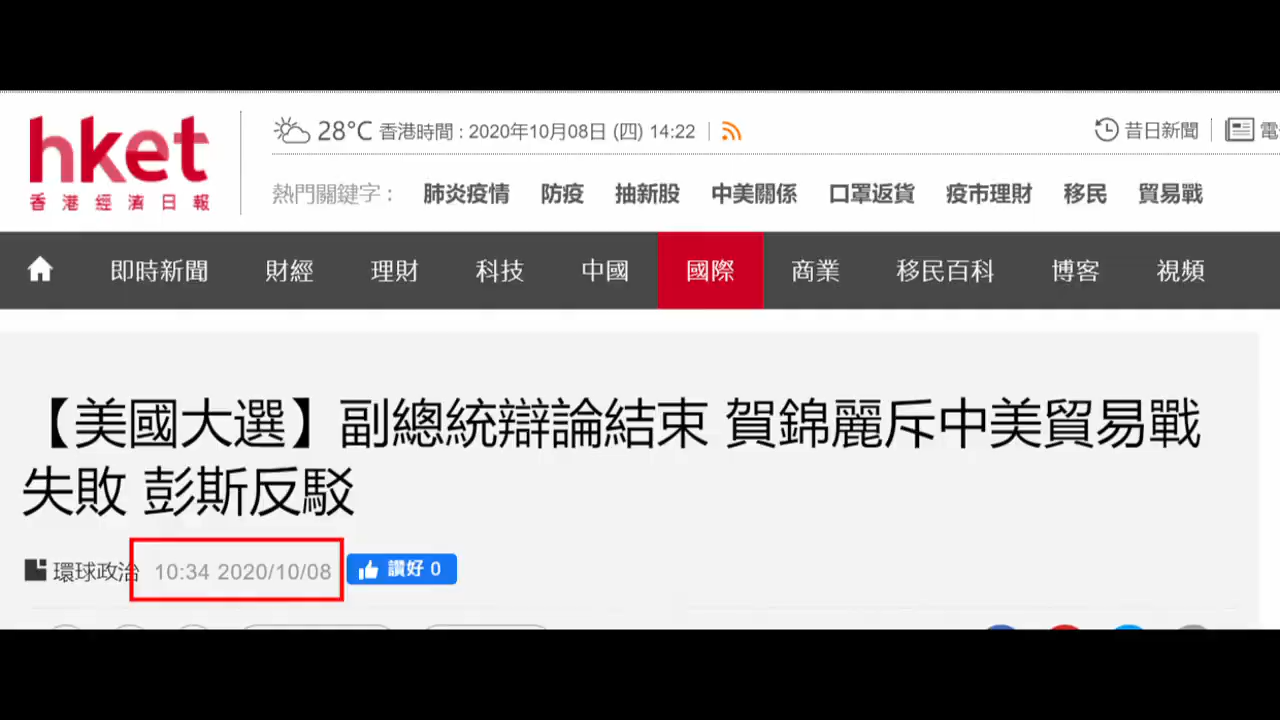 hket
香港經濟日報
28°C 香港時間 : 2020年10月08日 (四) 14:22
昔日新聞
熱門關鍵字 : 肺炎疫情 防疫 抽新股 中美關係 口罩返貨 疫市理財 移民 貿易戰
即時新聞 財經 理財 科技 中國 國際 商業 移民百科 博客 視頻
【美國大選】副總統辯論結束 賀錦麗斥中美貿易戰
失敗 彭斯反駁
環球政治 10:34 2020/10/08 讚好 0